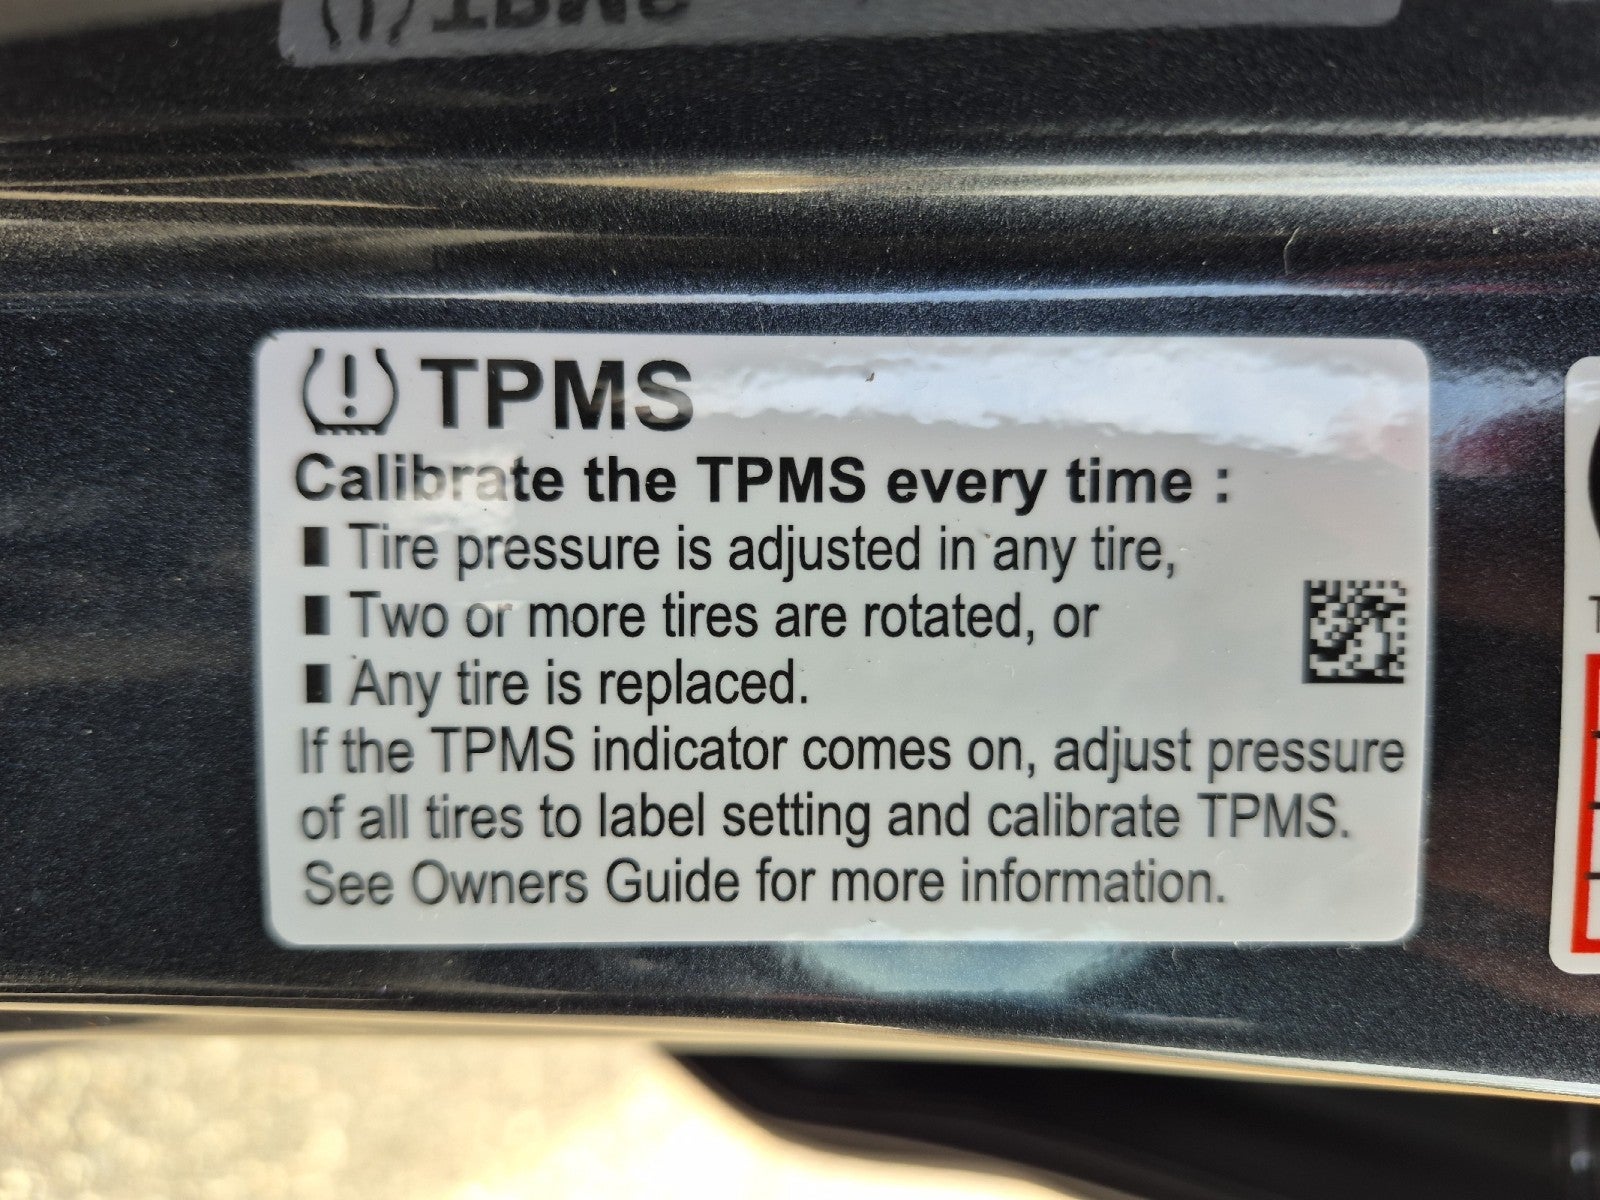 TPMS
Calibrate the TPMS every time :
Tire pressure is adjusted in any tire,
Two or more tires are rotated, or
Any tire is replaced.
If the TPMS indicator comes on, adjust pressure
of all tires to label setting and calibrate TPMS.
See Owners Guide for more information.